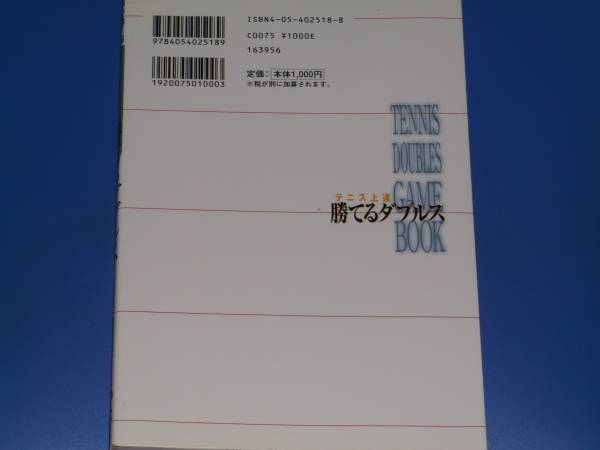 ISBN4-05-402518-8
9784054025189
C0075 ¥1000E
163956
定価:本体1,000円
1920075010003
※税が別に加算されます。
TENNIS
DOUBLES
GAME
BOOK
テニス上達
勝てるダブルス